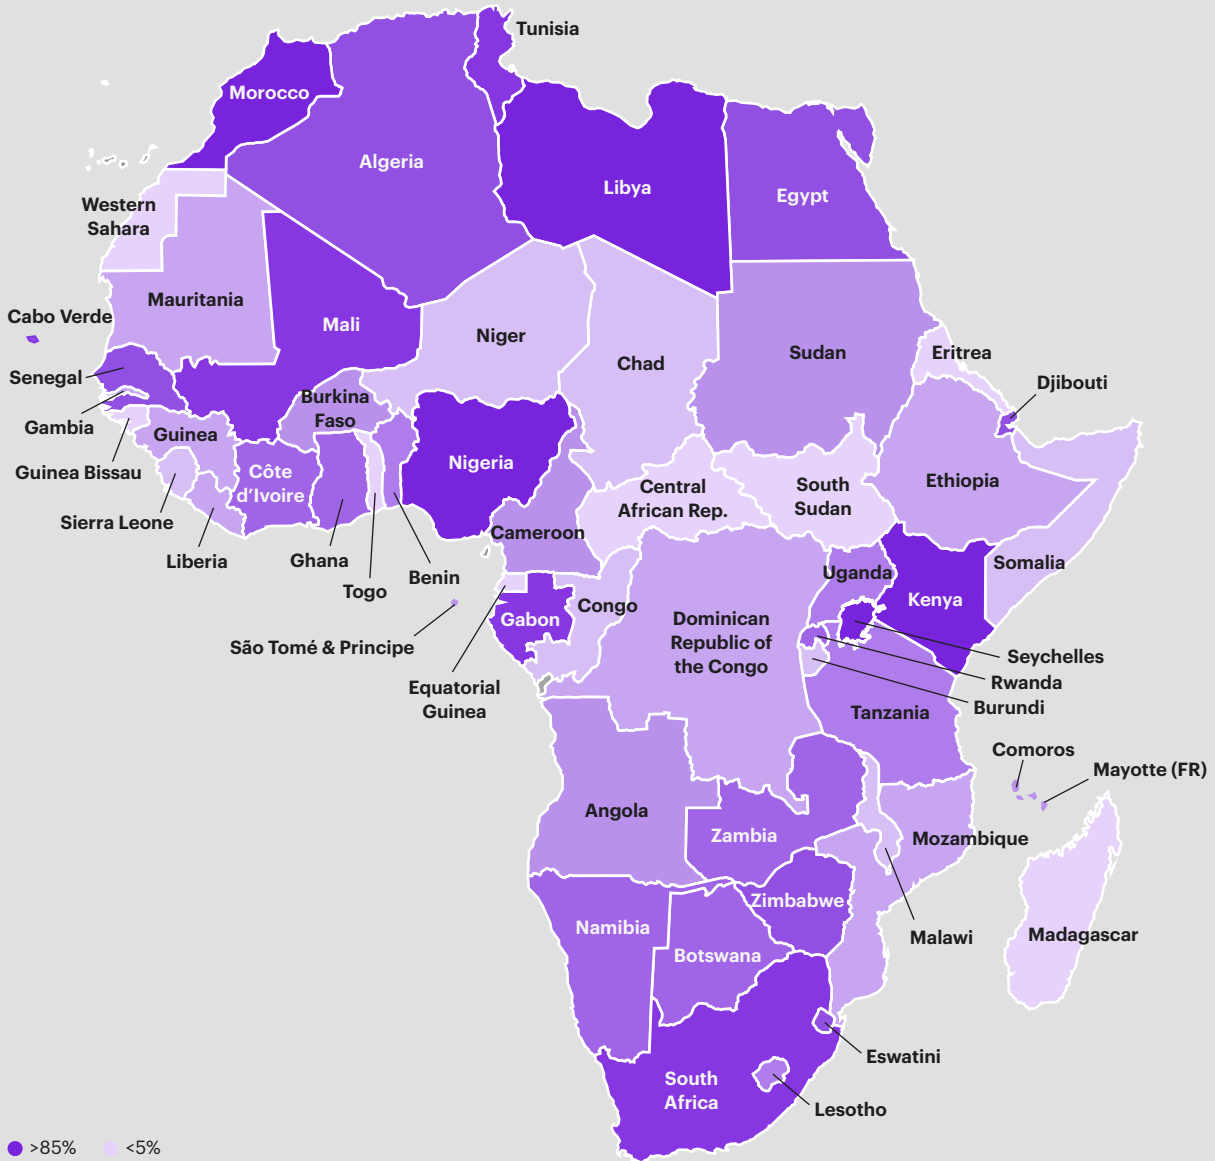 Tunisia
Morocco
Algeria
Libya
Egypt
Western
Sahara
Mauritania
Cabo Verde
Mali
Niger
Chad
Sudan
Eritrea
Djibouti
Senegal
Burkina
Faso
Gambia
Guinea
Guinea Bissau
Côte
d'Ivoire
Nigeria
Central
African Rep.
South
Sudan
Ethiopia
Sierra Leone
Liberia
Ghana
Togo
Benin
Cameroon
Uganda
Somalia
Kenya
Congo
Gabon
São Tomé & Principe
Dominican
Republic of
the Congo
Seychelles
Rwanda
Burundi
Equatorial
Guinea
Tanzania
Comoros
Mayotte (FR)
Angola
Zambia
Mozambique
Malawi
Madagascar
Namibia
Zimbabwe
Botswana
Eswatini
South
Africa
Lesotho
>85% <5%